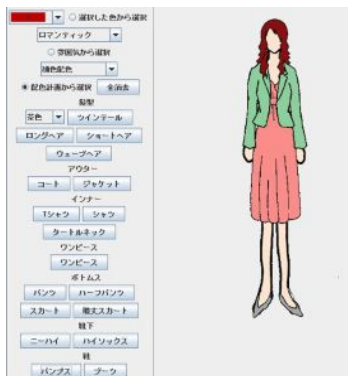 選択した色から選択
ロマンティック
雰囲気から選択
補色配色
配色計画から選択 全消去
髪型
茶色 ツインテール
ロングヘア ショートヘア
ウェーブヘア
アウター
コート ジャケット
インナー
Tシャツ シャツ
タートルネック
ワンピース
ワンピース
ボトムス
パンツ ハーフパンツ
スカート 膝丈スカート
靴下
ニーハイ ハイソックス
靴
パンプス ブーツ